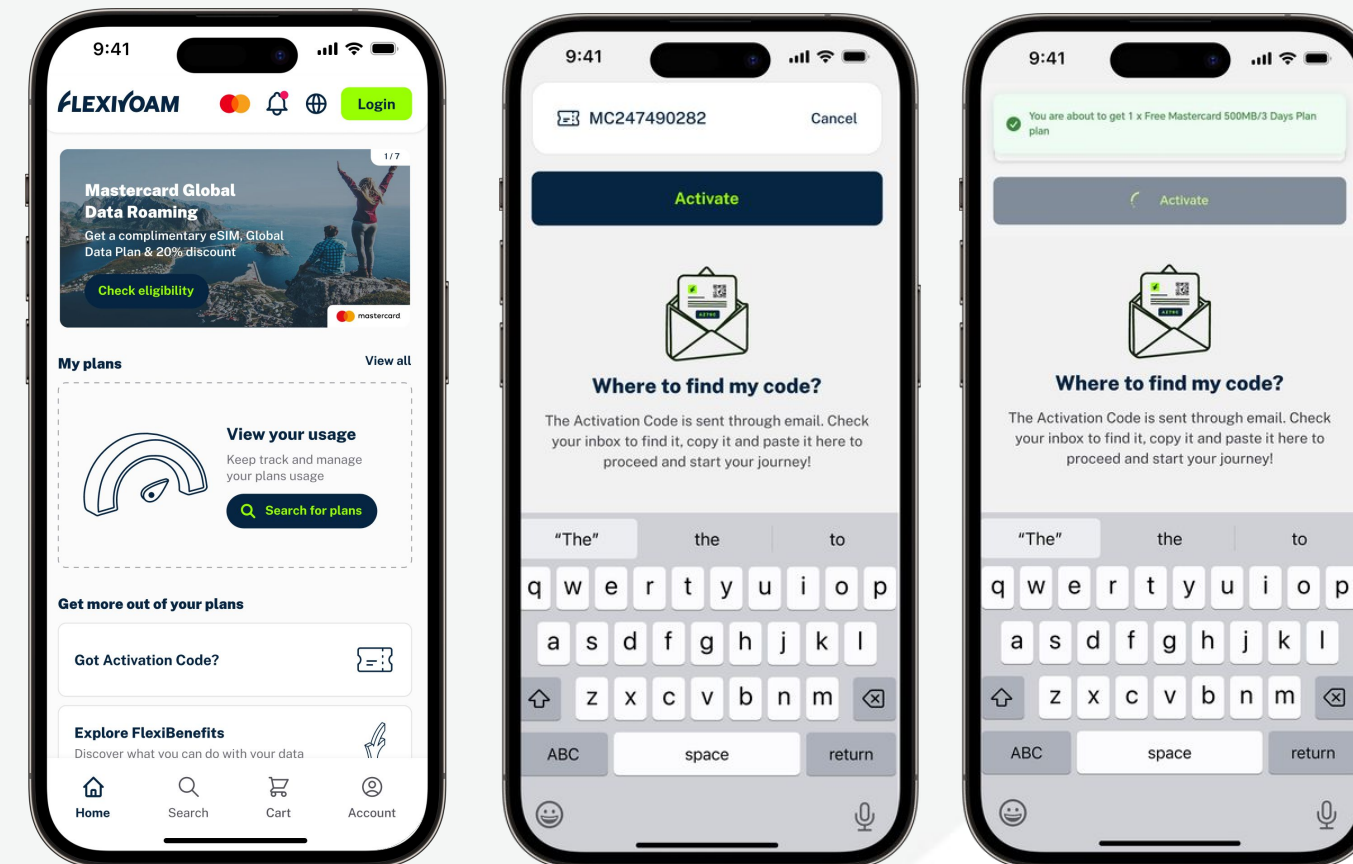 9:41
FLEXIROAM
Login
1/7
Mastercard Global
Data Roaming
Get a complimentary eSIM, Global
Data Plan & 20% discount
Check eligibility
mastercard
My plans
View all
View your usage
Keep track and manage
your plans usage
Search for plans
Get more out of your plans
Got Activation Code?
Explore FlexiBenefits
Discover what you can do with your data
Home
Search
Cart
Account
9:41
MC247490282
Cancel
Activate
Where to find my code?
The Activation Code is sent through email. Check
your inbox to find it, copy it and paste it here to
proceed and start your journey!
"The"
the
to
q w e r t y u i o p
a s d f g h j k l
z x c v b n m
ABC
space
return
9:41
You are about to get 1 x Free Mastercard 500MB/3 Days Plan
plan
Activate
Where to find my code?
The Activation Code is sent through email. Check
your inbox to find it, copy it and paste it here to
proceed and start your journey!
"The"
the
to
q w e r t y u i o p
a s d f g h j k l
z x c v b n m
ABC
space
return